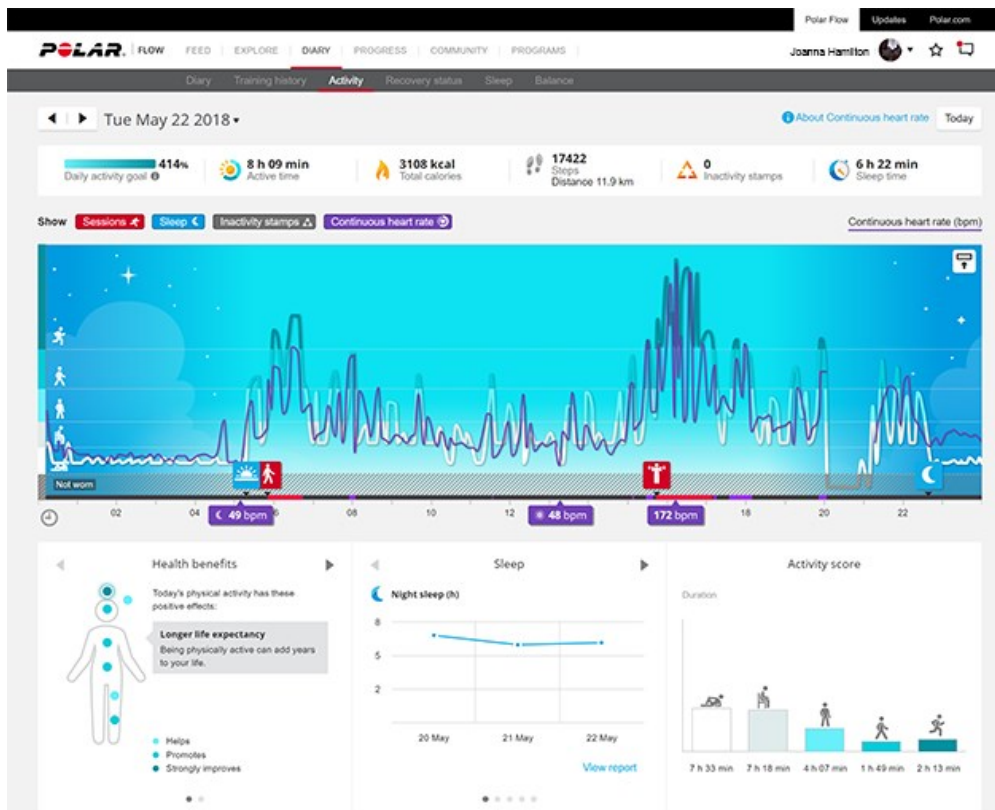 Polar Flow Updates Polar.com
POLAR. FLOW FEED EXPLORE DIARY PROGRESS COMMUNITY PROGRAMS Joanna Hamilton
Diary Training history Activity Recovery status Sleep Balance
Tue May 22 2018 About Continuous heart rate Today
414% 8 h 09 min 3108 kcal 17422 0 6 h 22 min
Daily activity goal Active time Total calories Steps Inactivity stamps Sleep time
Distance 11.9 km
Show Sessions Sleep Inactivity stamps Continuous heart rate Continuous heart rate (bpm)
Not worn
02 04 6 08 10 12 18 20 22
49 bpm 48 bpm 172 bpm
Health benefits Sleep Activity score
Today's physical activity has these
positive effects:
Longer life expectancy
Being physically active can add years
to your life.
Helps
Promotes
Strongly improves
Night sleep (h)
8
5
2
20 May 21 May 22 May
View report
Duration
7 h 33 min 7 h 18 min 4 h 07 min 1 h 49 min 2 h 13 min